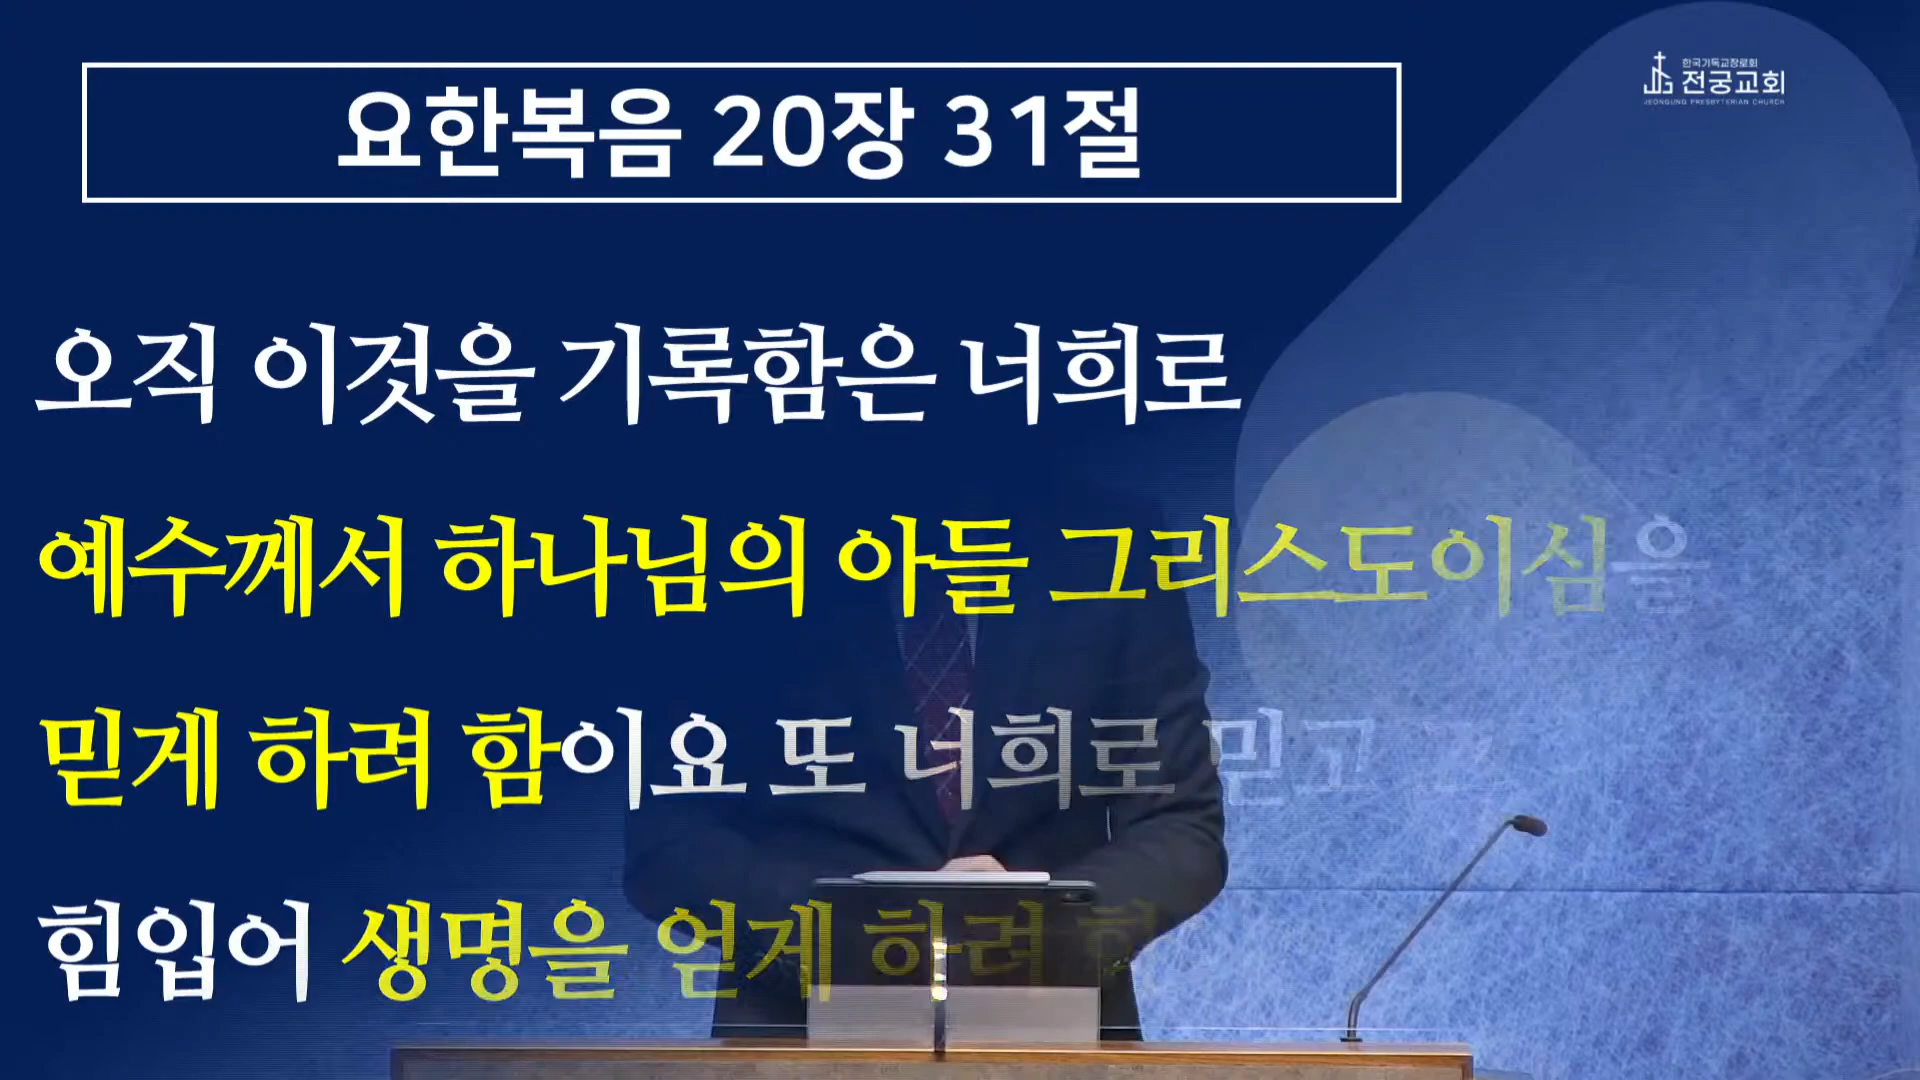 요한복음 20장 31절
한국기독교장로회
전궁교회
JEONGUNG PRESBYTERIAN CHURCH
오직 이것을 기록함은 너희로
예수께서 하나님의 아들 그리스도이심을
믿게 하려 함이요 또 너희로 믿고
힘입어 생명을 얻게 하려